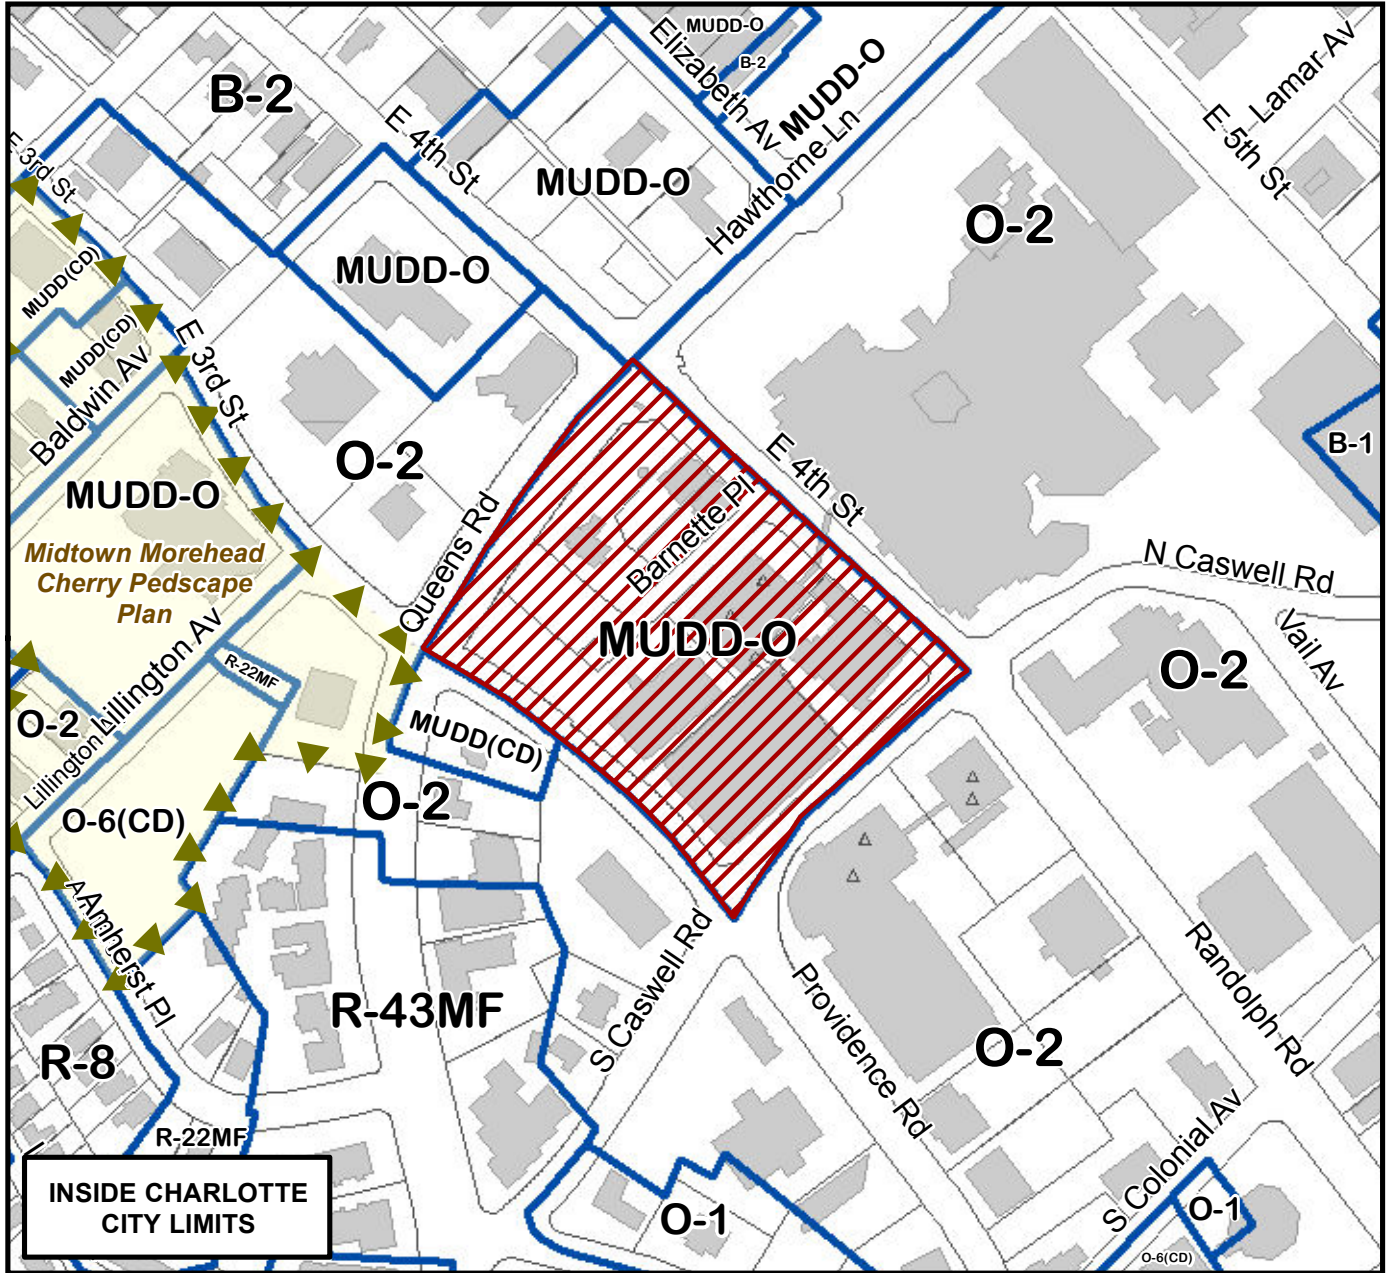 MUDD-O
B-2
Elizabeth Av
MUDD-O
Hawthorne Ln
Lamar Av
E 5th St
B-2
E 4th St
MUDD-O
O-2
E 3rd St
MUDD(CD)
MUDD-O
MUDD(CD)
E 3rd St
Baldwin Av
O-2
B-1
MUDD-O
E 4th St
Barnette Pl
Queens Rd
Midtown Morehead
Cherry Pedscape
Plan
N Caswell Rd
Vail Av
MUDD-O
O-2
R-22MF
Lillington Av
O-2
Lillington
MUDD(CD)
O-2
O-6(CD)
A
Amherst Pl
R-43MF
S Caswell Rd
Providence Rd
Randolph Rd
O-2
R-8
R-22MF
S Colonial Av
O-1
O-1
O-6(CD)
INSIDE CHARLOTTE
CITY LIMITS